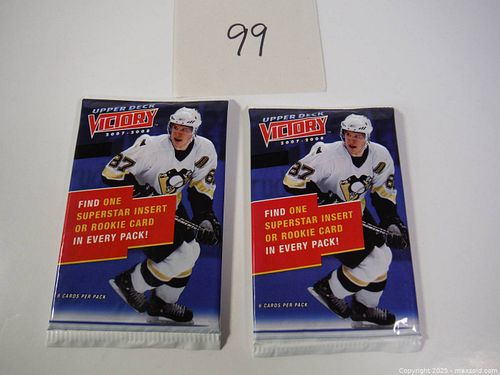 99
UPPER DECK
VICTORY
2007-2008
87
FIND ONE
SUPERSTAR INSERT
OR ROOKIE CARD
IN EVERY PACK!
6 CARDS PER PACK
UPPER DECK
VICTORY
2007-2008
87
FIND ONE
SUPERSTAR INSERT
OR ROOKIE CARD
IN EVERY PACK!
6 CARDS PER PACK
Copyright 2025 - maxsold.com